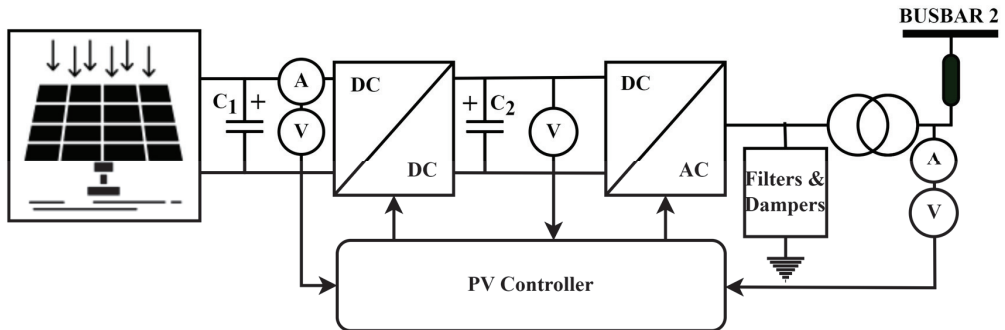 BUSBAR 2
A
DC
DC
C1 +
+ C2
V
V
DC
AC
A
Filters &
Dampers
V
PV Controller